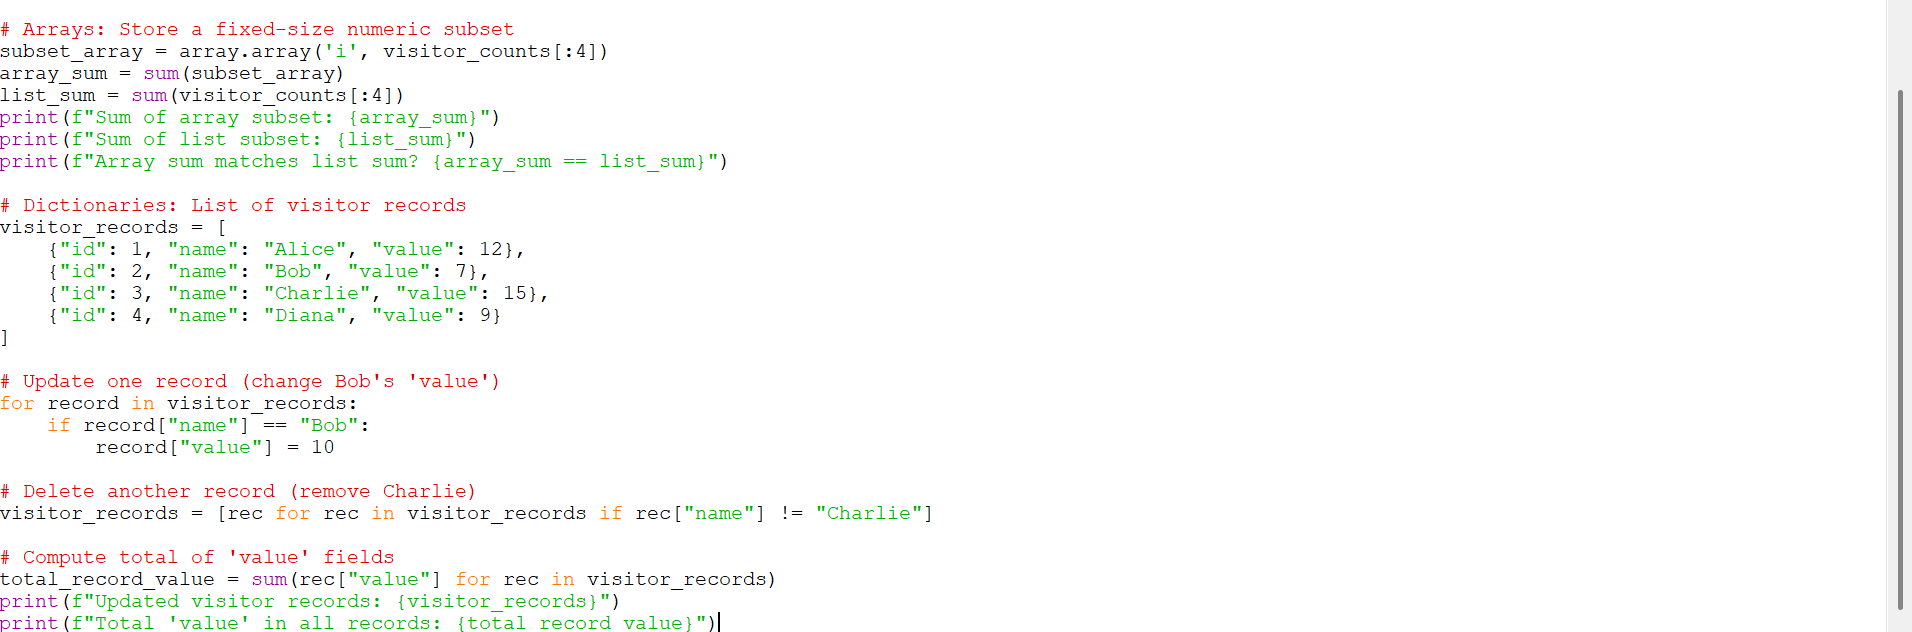 # Arrays: Store a fixed-size numeric subset
subset_array = array.array('i', visitor_counts[:4])
array_sum = sum(subset_array)
list_sum = sum(visitor_counts[:4])
print(f"Sum of array subset: {array_sum}")
print(f"Sum of list subset: {list_sum}")
print(f"Array sum matches list sum? {array_sum == list_sum}")

# Dictionaries: List of visitor records
visitor_records = [
    {"id": 1, "name": "Alice", "value": 12},
    {"id": 2, "name": "Bob", "value": 7},
    {"id": 3, "name": "Charlie", "value": 15},
    {"id": 4, "name": "Diana", "value": 9}
]

# Update one record (change Bob's 'value')
for record in visitor_records:
    if record["name"] == "Bob":
        record["value"] = 10

# Delete another record (remove Charlie)
visitor_records = [rec for rec in visitor_records if rec["name"] != "Charlie"]

# Compute total of 'value' fields
total_record_value = sum(rec["value"] for rec in visitor_records)
print(f"Updated visitor records: {visitor_records}")
print(f"Total 'value' in all records: {total_record_value}")